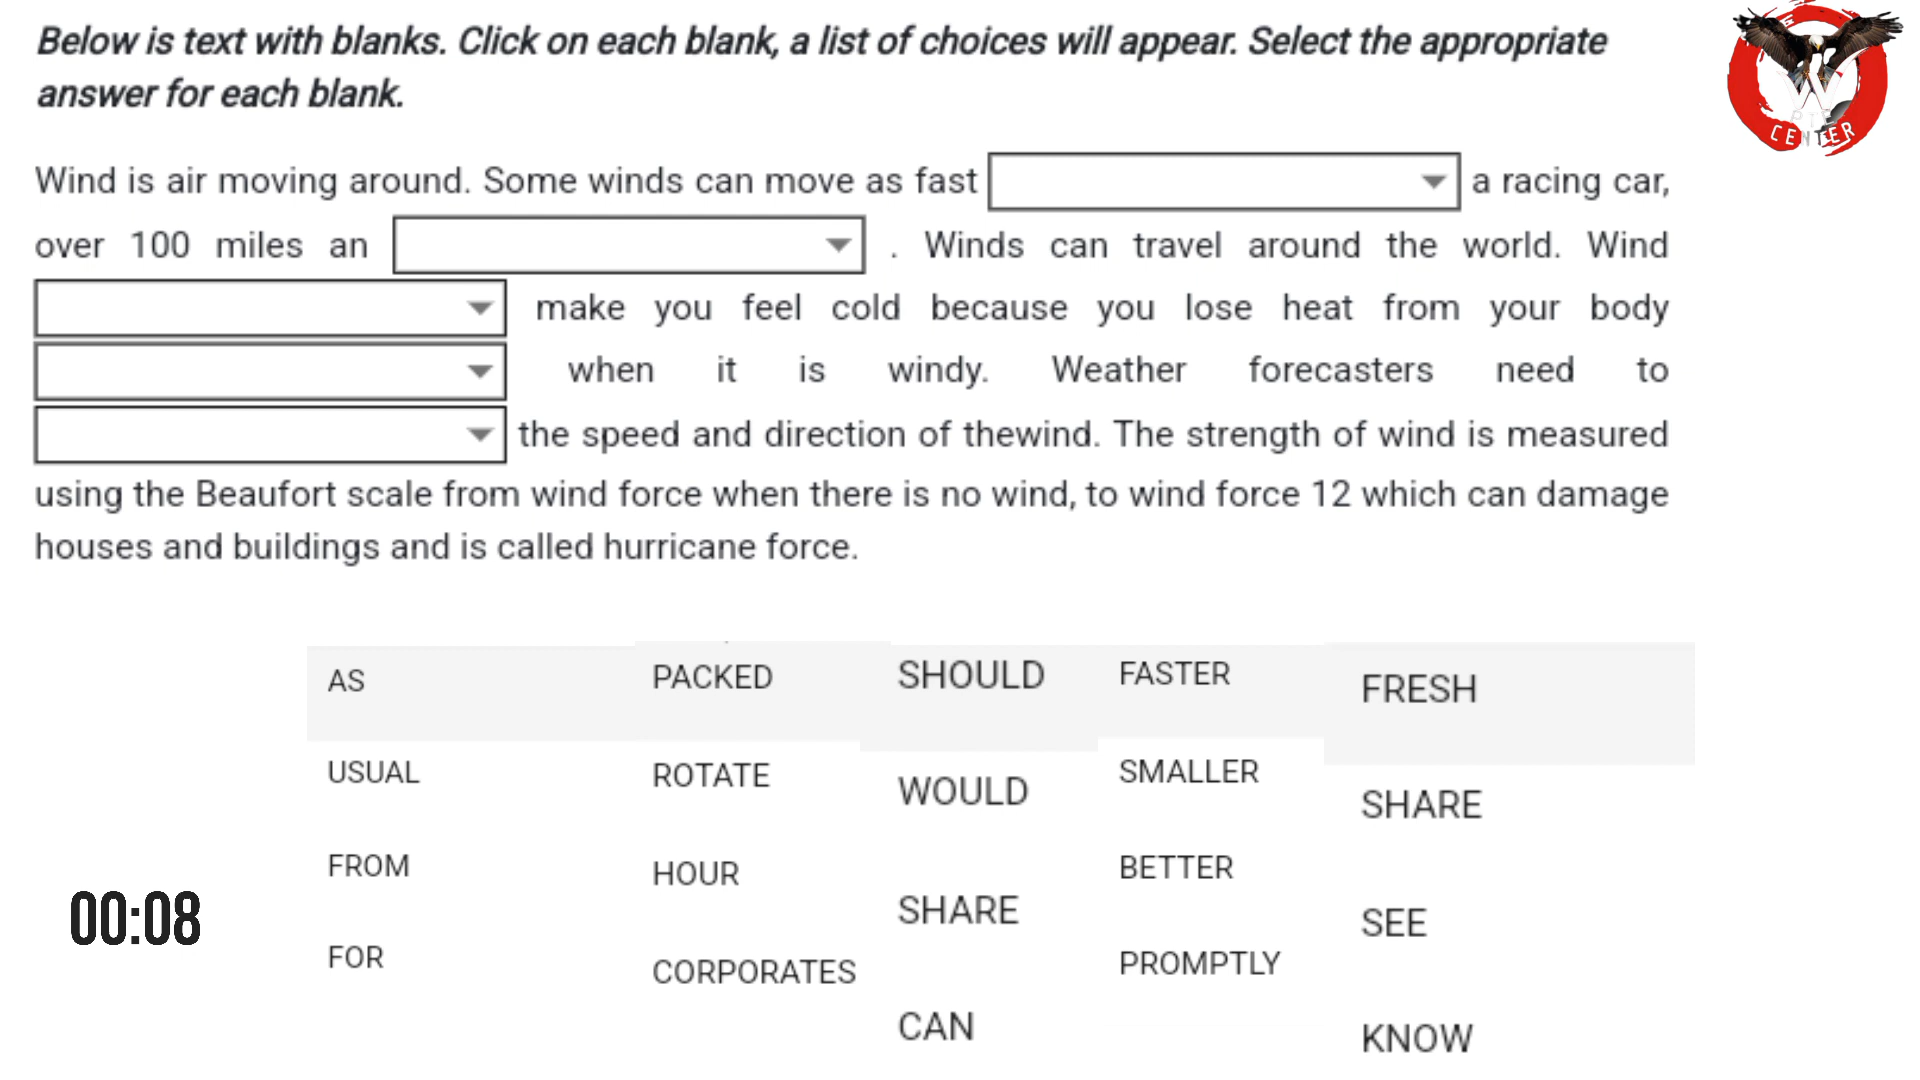 Below is text with blanks. Click on each blank, a list of choices will appear. Select the appropriate
answer for each blank.
Wind is air moving around. Some winds can move as fast a racing car,
over 100 miles an . Winds can travel around the world. Wind
make you feel cold because you lose heat from your body
when it is windy. Weather forecasters need to
the speed and direction of thewind. The strength of wind is measured
using the Beaufort scale from wind force when there is no wind, to wind force 12 which can damage
houses and buildings and is called hurricane force.
AS
USUAL
FROM
FOR
PACKED
ROTATE
HOUR
CORPORATES
SHOULD
WOULD
SHARE
CAN
FASTER
SMALLER
BETTER
PROMPTLY
FRESH
SHARE
SEE
KNOW
00:08
CENTER